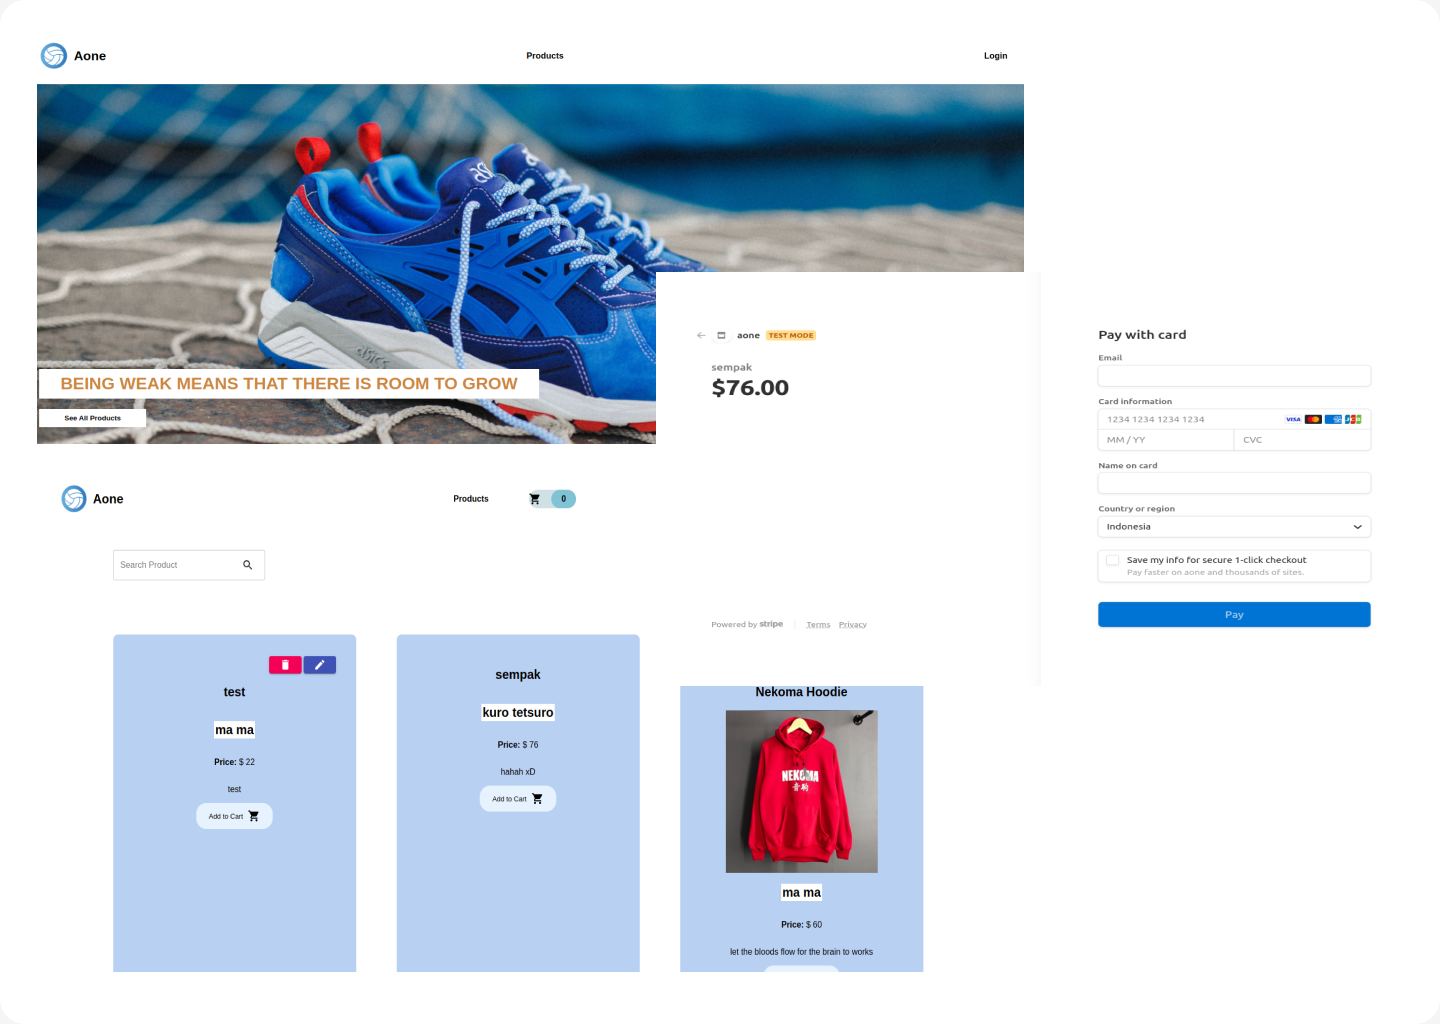 Aone
Products
Login
asics
BEING WEAK MEANS THAT THERE IS ROOM TO GROW
See All Products
aone TEST MODE
sempak
$76.00
Powered by stripe
Terms Privacy
Pay with card
Email
Card information
1234 1234 1234 1234 VISA
MM / YY CVC
Name on card
Country or region
Indonesia
Save my info for secure 1-click checkout
Pay faster on aone and thousands of sites.
Pay
Aone
Products
0
Search Product
test
ma ma
Price: $ 22
test
Add to Cart
sempak
kuro tetsuro
Price: $ 76
hahah xD
Add to Cart
Nekoma Hoodie
NEKOMA
音駒
ma ma
Price: $ 60
let the bloods flow for the brain to works